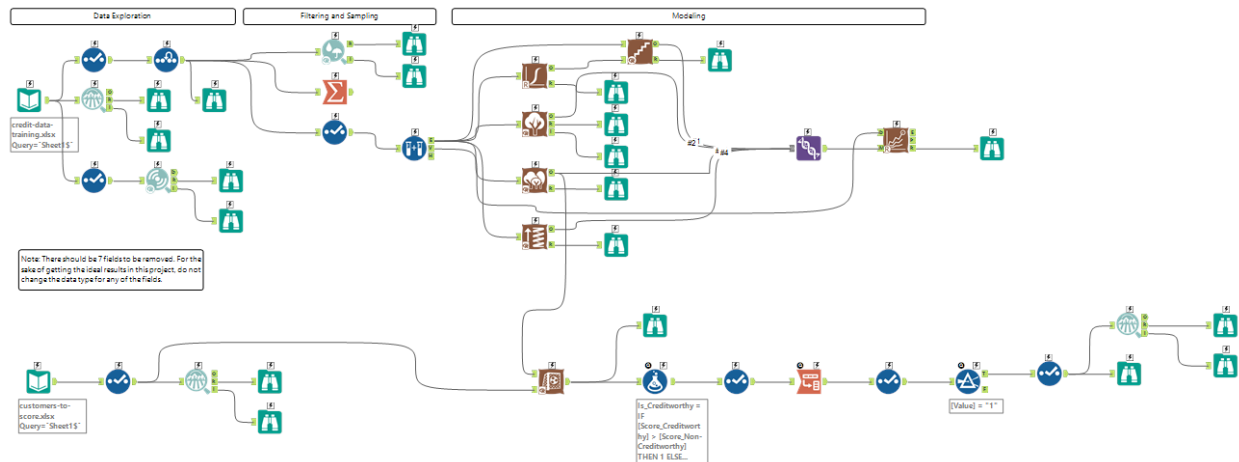 Data Exploration
Filtering and Sampling
Modeling
credit-data-
training.xlsx
Query=`Sheet1$`
#2
#4
Note: There should be 7 fields to be removed. For the
sake of getting the ideal results in this project, do not
change the data type for any of the fields.
customers-to-
score.xlsx
Query=`Sheet1$`
Is_Creditworthy =
IF
[Score_Creditwort
hy] > [Score_Non-
Creditworthy]
THEN 1 ELSE...
[Value] = "1"